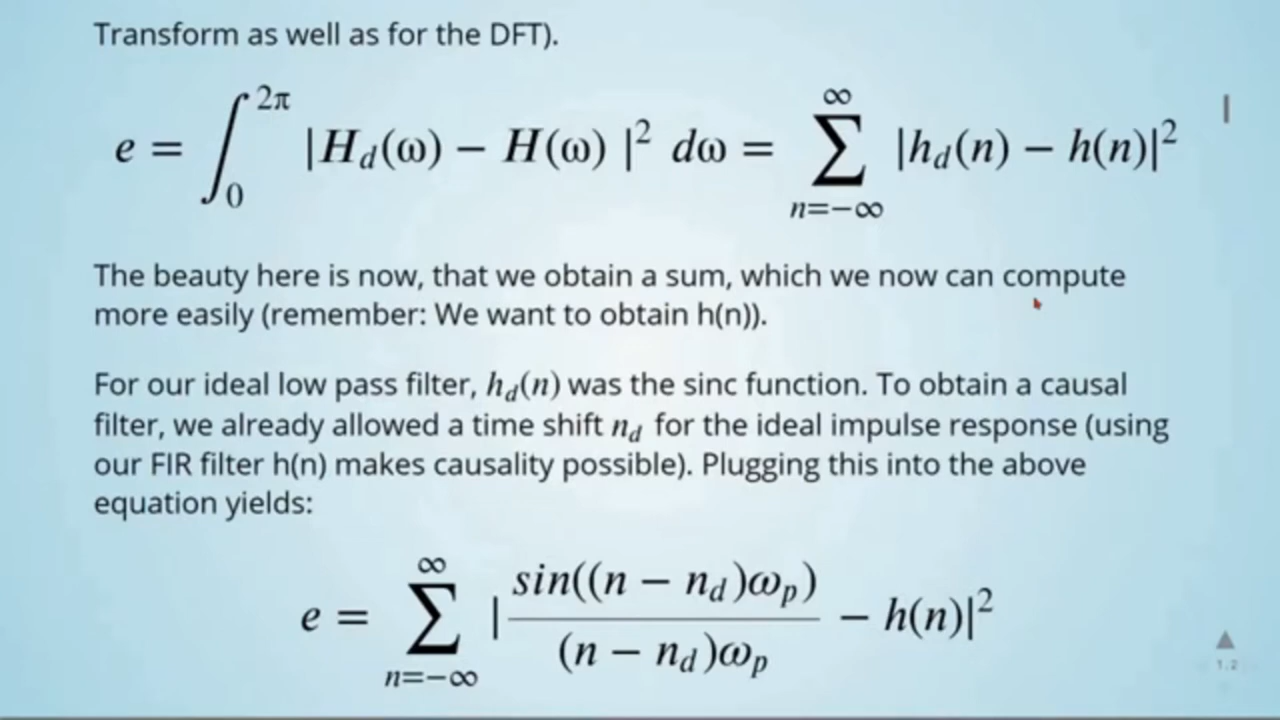 Transform as well as for the DFT).
e = ∫₀^{2π} |H_d(ω) − H(ω) |² dω = ∑_{n=−∞}^{∞} |h_d(n) − h(n)|²
The beauty here is now, that we obtain a sum, which we now can compute
more easily (remember: We want to obtain h(n)).
For our ideal low pass filter, h_d(n) was the sinc function. To obtain a causal
filter, we already allowed a time shift n_d for the ideal impulse response (using
our FIR filter h(n) makes causality possible). Plugging this into the above
equation yields:
e = ∑_{n=−∞}^{∞} | sin((n − n_d)ω_p) / (n − n_d)ω_p − h(n)|²
1.2